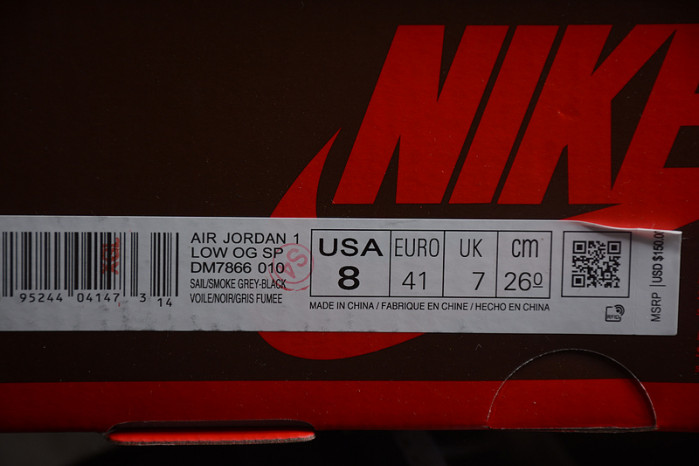 NIKE
AIR JORDAN 1
LOW OG SP
DM7866 010
SAIL/SMOKE GREY-BLACK
VOILE/NOIR/GRIS FUMEE
95244 04147 3 14
USA EURO UK cm
8 41 7 26⁰
MADE IN CHINA / FABRIQUE EN CHINE / HECHO EN CHINA
MSRP USD $150.00